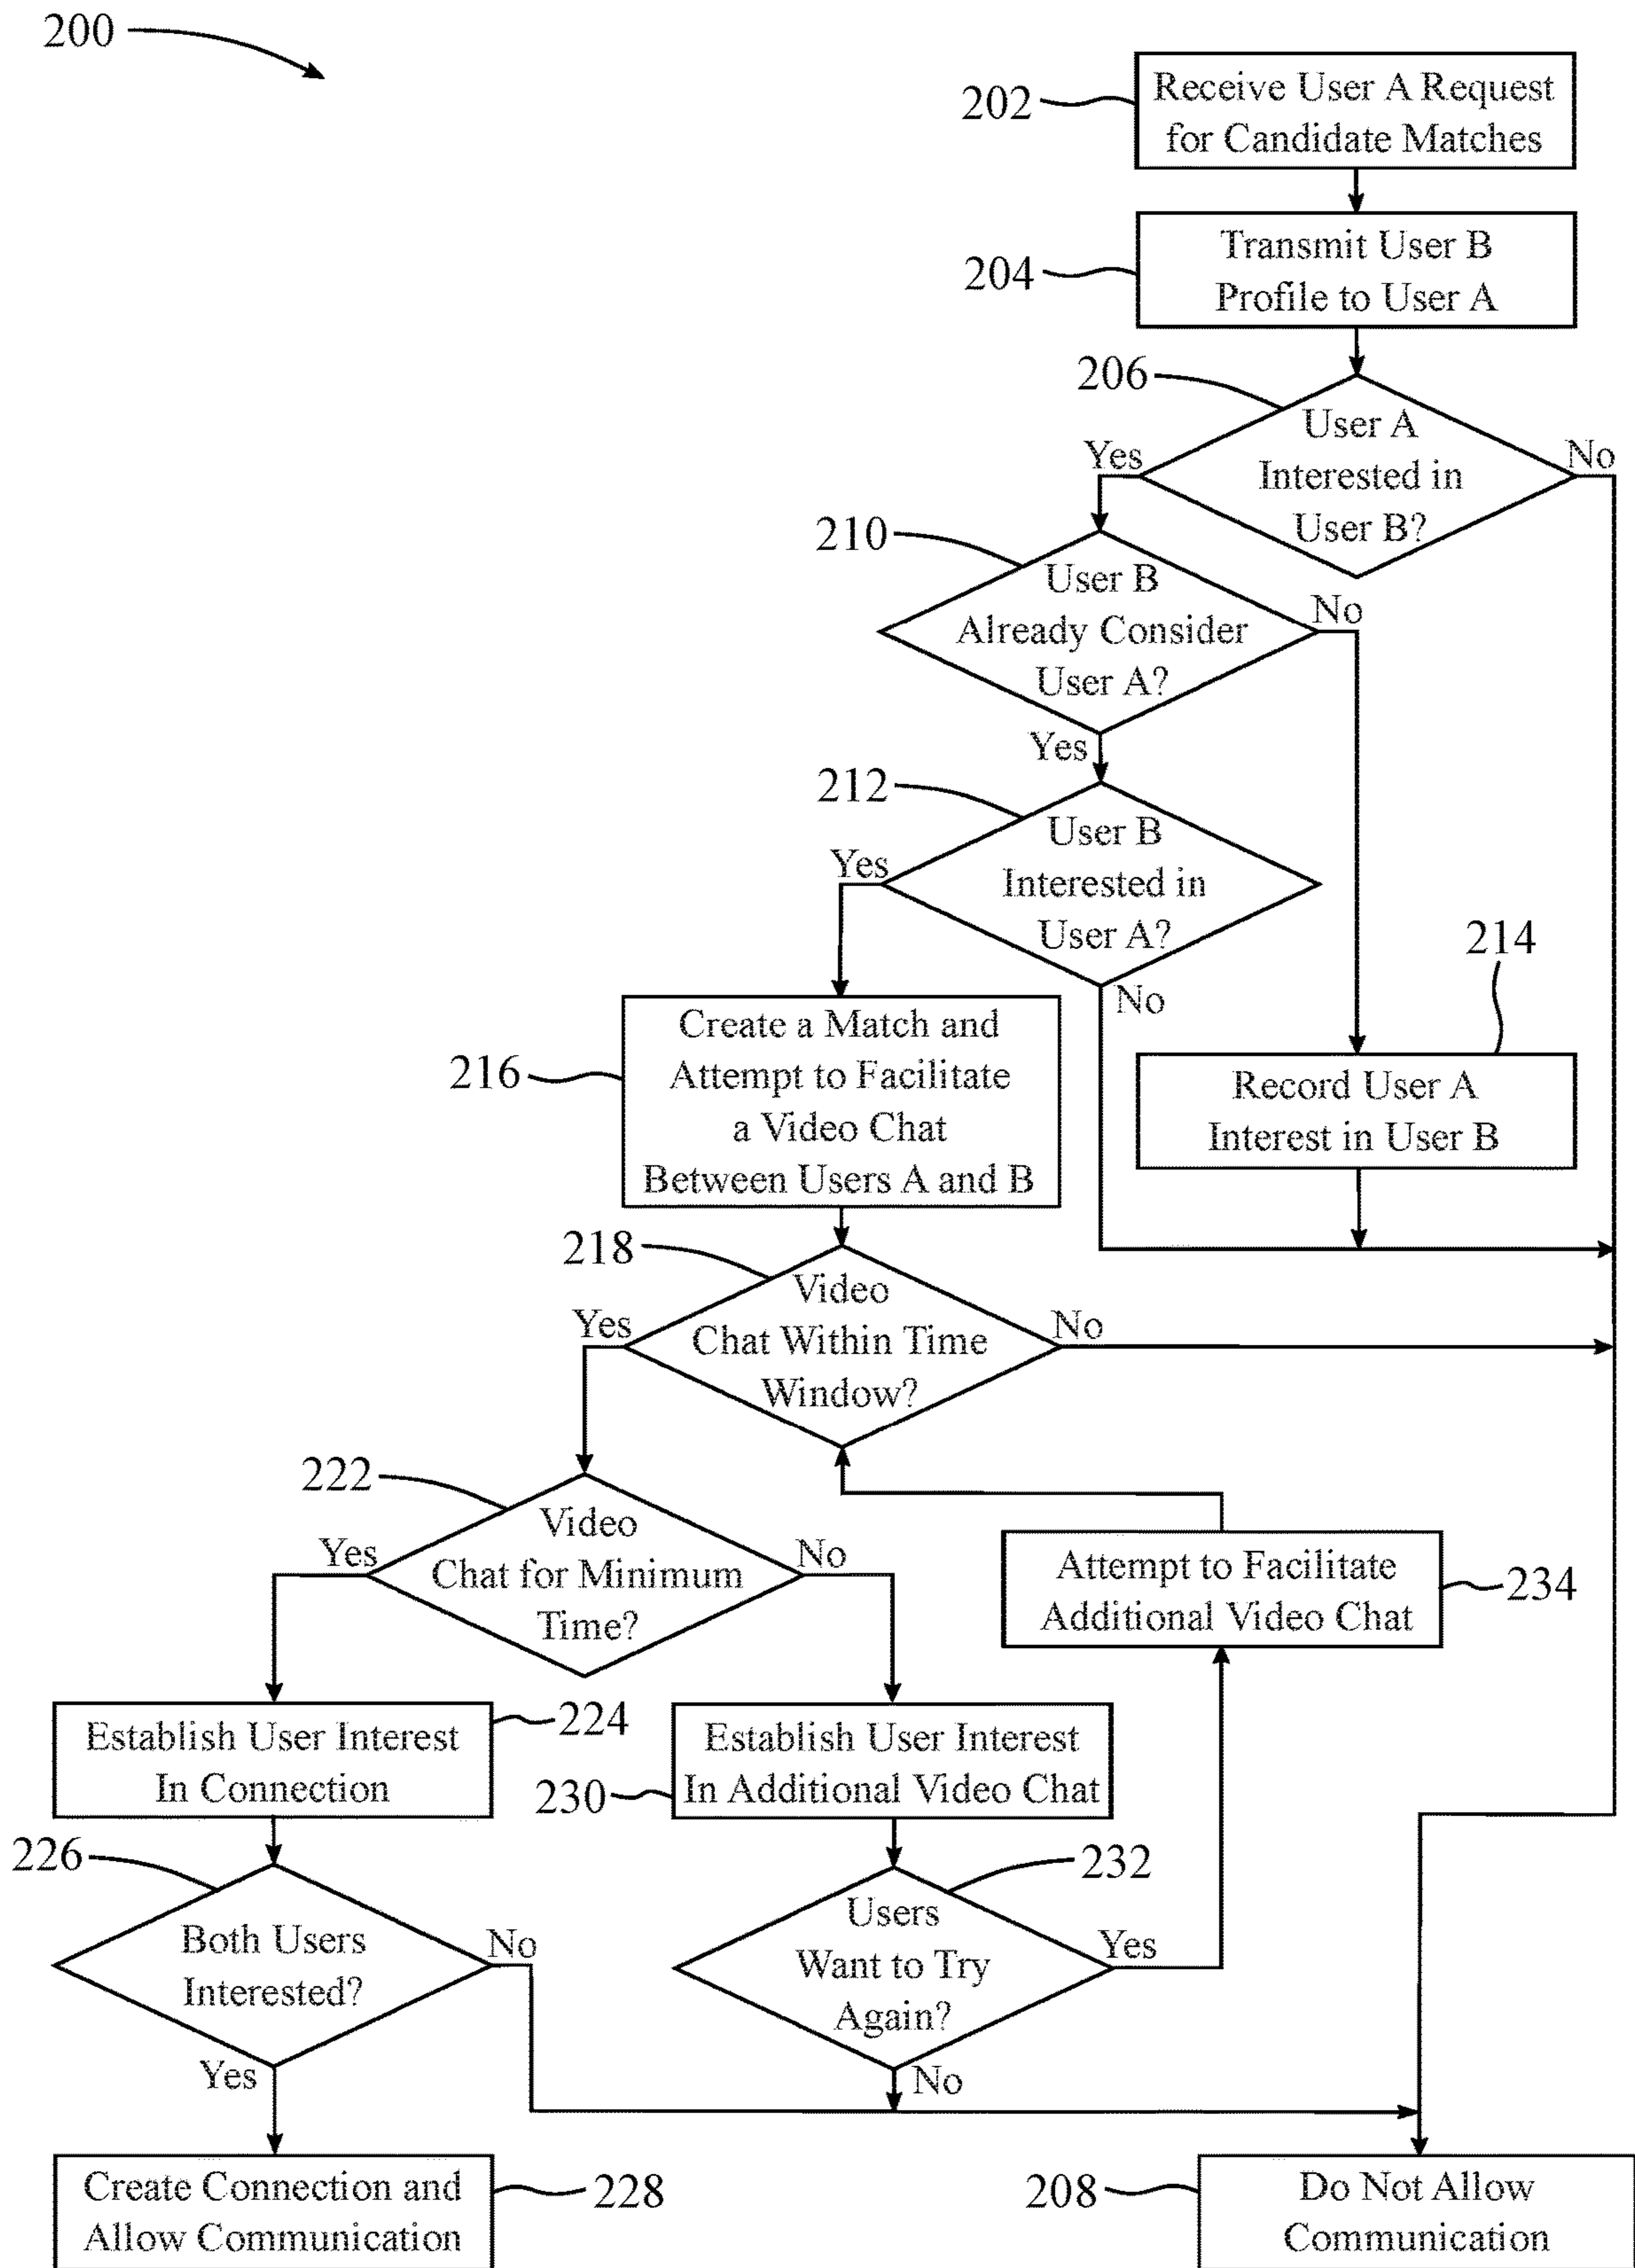 200
202
Receive User A Request
for Candidate Matches
204
Transmit User B
Profile to User A
206
User A
Interested in
User B?
Yes
No
210
User B
Already Consider
User A?
No
Yes
212
User B
Interested in
User A?
Yes
No
214
Record User A
Interest in User B
216
Create a Match and
Attempt to Facilitate
a Video Chat
Between Users A and B
218
Video
Chat Within Time
Window?
Yes
No
222
Video
Chat for Minimum
Time?
Yes
No
Attempt to Facilitate
Additional Video Chat
234
Establish User Interest
In Connection
224
Establish User Interest
In Additional Video Chat
230
226
Both Users
Interested?
No
Yes
232
Users
Want to Try
Again?
Yes
No
Create Connection and
Allow Communication
228
208
Do Not Allow
Communication